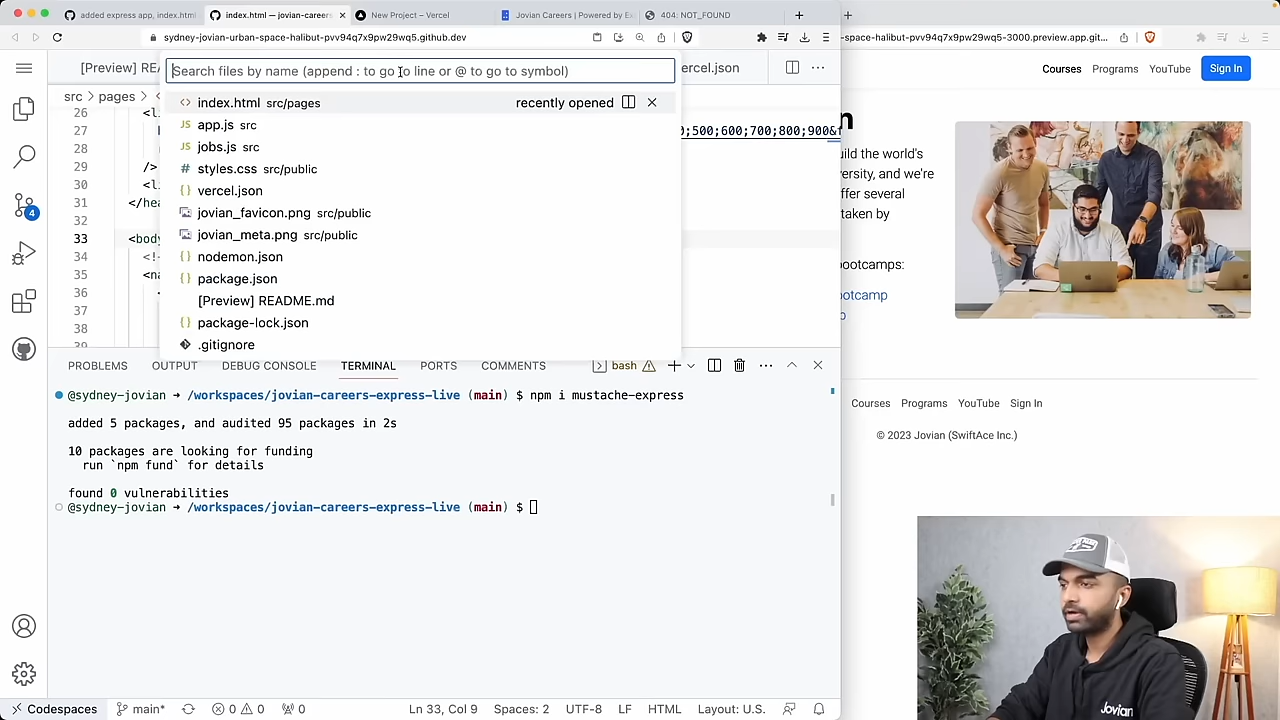 added express app, index.html
index.html — jovian-careers
New Project – Vercel
Jovian Careers | Powered by Ex
404: NOT_FOUND
sydney-jovian-urban-space-halibut-pvv94q7x9pw29wq5.github.dev
-space-halibut-pvv94q7x9pw29wq5-3000.preview.app.git...
[Preview] REA
Search files by name (append : to go to line or @ to go to symbol)
ercel.json
src > pages >
index.html src/pages
recently opened
app.js src
jobs.js src
styles.css src/public
vercel.json
jovian_favicon.png src/public
jovian_meta.png src/public
nodemon.json
package.json
[Preview] README.md
package-lock.json
.gitignore
26 <li
27
0;500;600;700;800;900&f
28
29 />
30 <l
31 </hea
32
33 <body
34 <!-
35 <na
36
37
38
39
4
PROBLEMS OUTPUT DEBUG CONSOLE TERMINAL PORTS COMMENTS
bash
@sydney-jovian → /workspaces/jovian-careers-express-live (main) $ npm i mustache-express
added 5 packages, and audited 95 packages in 2s
10 packages are looking for funding
run `npm fund` for details
found 0 vulnerabilities
@sydney-jovian → /workspaces/jovian-careers-express-live (main) $
Codespaces main* 0 0 0 Ln 33, Col 9 Spaces: 2 UTF-8 LF HTML Layout: U.S.
Courses Programs YouTube Sign In
n
uild the world's
versity, and we're
ffer several
taken by
ootcamps:
ootcamp
p
Courses Programs YouTube Sign In
© 2023 Jovian (SwiftAce Inc.)
Jovian